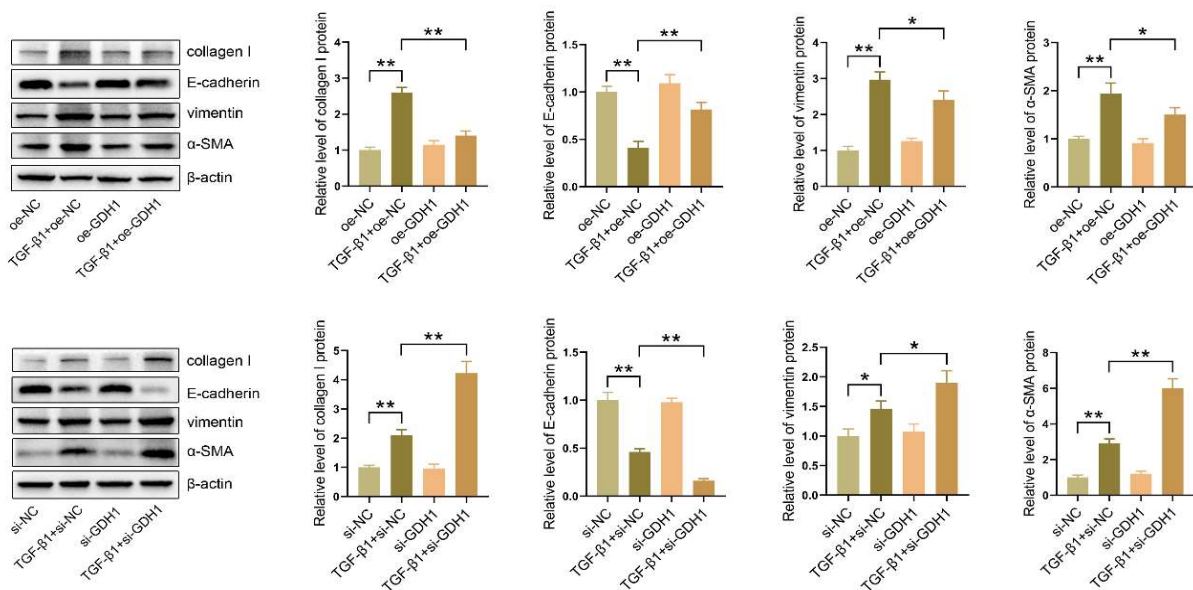 collagen I
E-cadherin
vimentin
α-SMA
β-actin
oe-NC
TGF-β1+oe-NC
oe-GDH1
TGF-β1+oe-GDH1
Relative level of collagen I protein
4
3
2
1
0
**
**
oe-NC
TGF-β1+oe-NC
oe-GDH1
TGF-β1+oe-GDH1
Relative level of E-cadherin protein
1.5
1.0
0.5
0.0
**
**
oe-NC
TGF-β1+oe-NC
oe-GDH1
TGF-β1+oe-GDH1
Relative level of vimentin protein
4
3
2
1
0
**
*
oe-NC
TGF-β1+oe-NC
oe-GDH1
TGF-β1+oe-GDH1
Relative level of α-SMA protein
3
2
1
0
**
*
oe-NC
TGF-β1+oe-NC
oe-GDH1
TGF-β1+oe-GDH1
collagen I
E-cadherin
vimentin
α-SMA
β-actin
si-NC
TGF-β1+si-NC
si-GDH1
TGF-β1+si-GDH1
Relative level of collagen I protein
5
4
3
2
1
0
**
**
si-NC
TGF-β1+si-NC
si-GDH1
TGF-β1+si-GDH1
Relative level of E-cadherin protein
1.5
1.0
0.5
0.0
**
**
si-NC
TGF-β1+si-NC
si-GDH1
TGF-β1+si-GDH1
Relative level of vimentin protein
2.5
2.0
1.5
1.0
0.5
0.0
*
*
si-NC
TGF-β1+si-NC
si-GDH1
TGF-β1+si-GDH1
Relative level of α-SMA protein
8
6
4
2
0
**
**
si-NC
TGF-β1+si-NC
si-GDH1
TGF-β1+si-GDH1